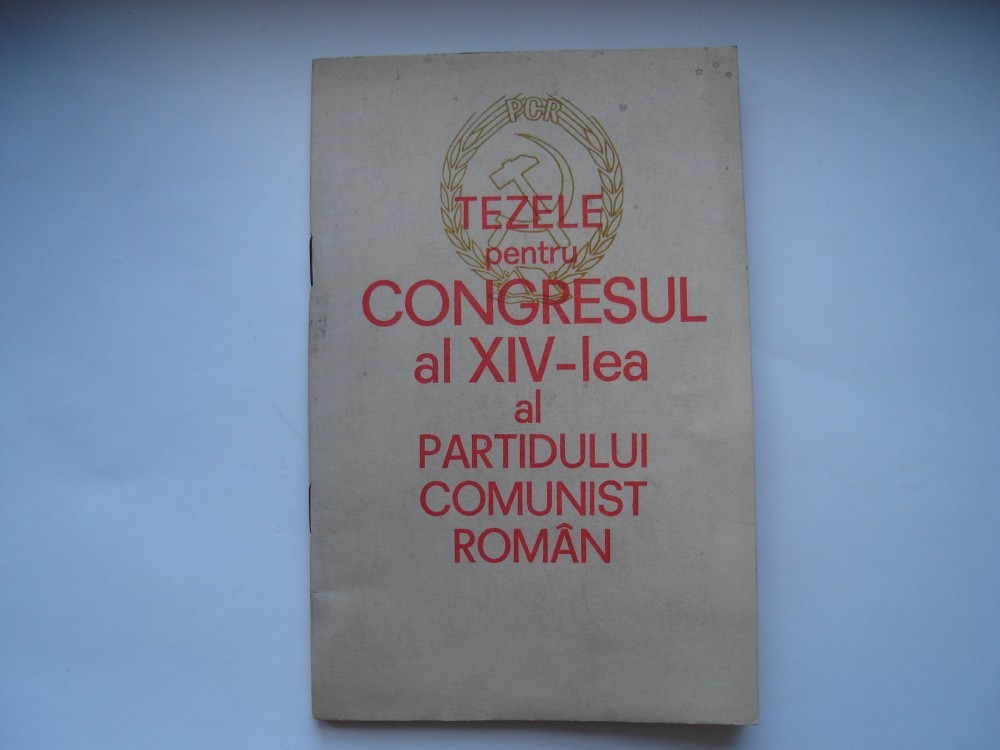 PCR
TEZELE
pentru
CONGRESUL
al XIV-lea
al
PARTIDULUI
COMUNIST
ROMÂN